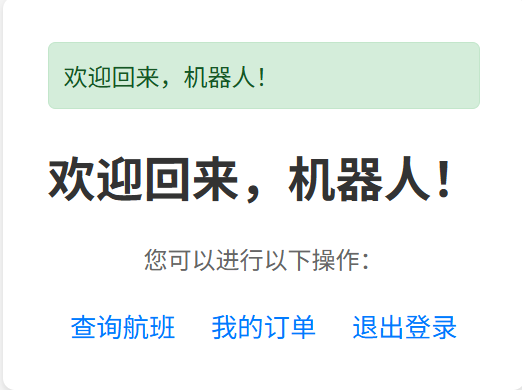 欢迎回来，机器人！
欢迎回来，机器人！
您可以进行以下操作：
查询航班 我的订单 退出登录